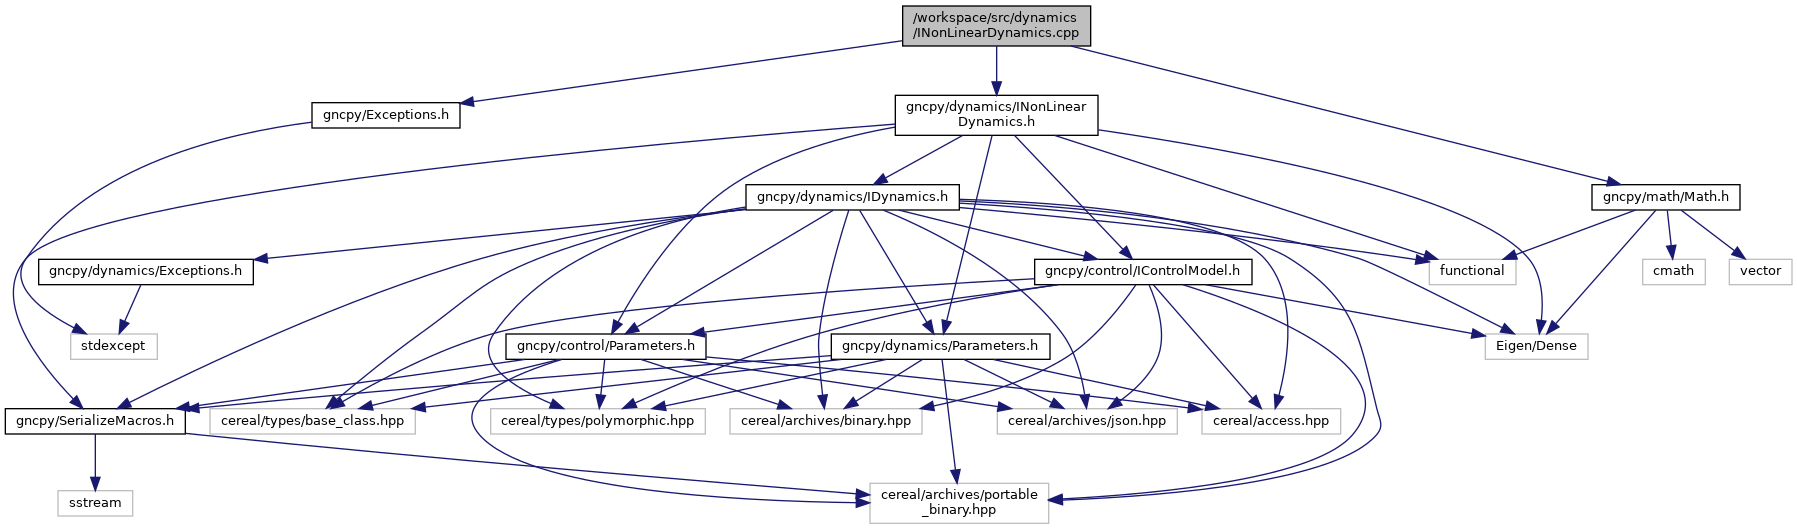 /workspace/src/dynamics
/INonLinearDynamics.cpp
gncpy/Exceptions.h
gncpy/dynamics/INonLinear
Dynamics.h
gncpy/dynamics/IDynamics.h
gncpy/math/Math.h
gncpy/dynamics/Exceptions.h
gncpy/control/IControlModel.h
functional
cmath
vector
stdexcept
gncpy/control/Parameters.h
gncpy/dynamics/Parameters.h
Eigen/Dense
gncpy/SerializeMacros.h
cereal/types/base_class.hpp
cereal/types/polymorphic.hpp
cereal/archives/binary.hpp
cereal/archives/json.hpp
cereal/access.hpp
sstream
cereal/archives/portable
_binary.hpp